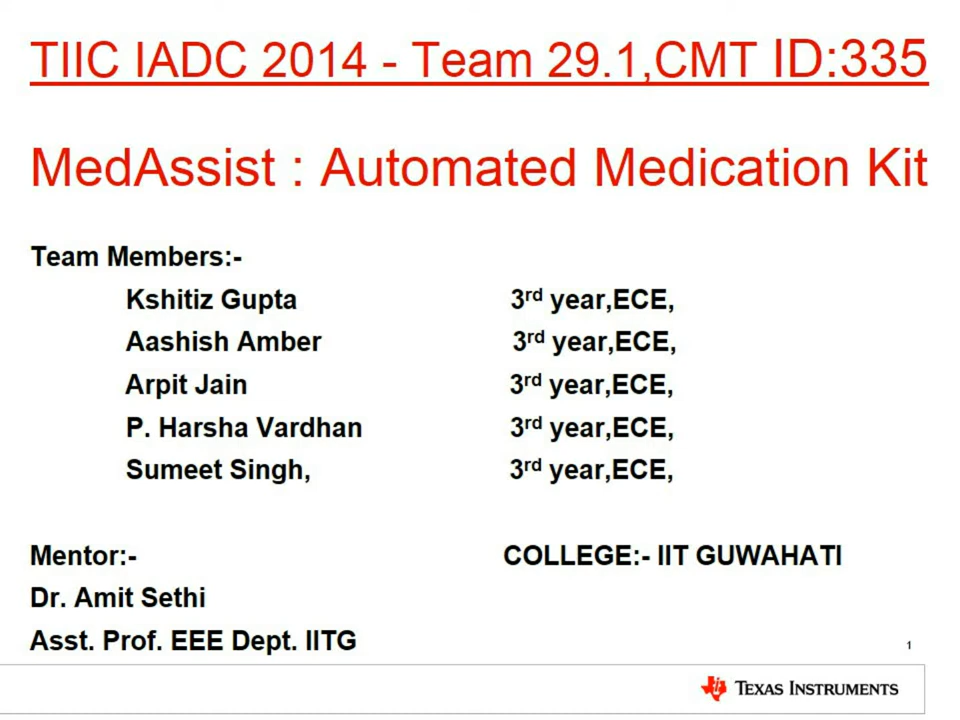 TIIC IADC 2014 - Team 29.1,CMT ID:335
MedAssist : Automated Medication Kit
Team Members:-
Kshitiz Gupta 3rd year,ECE,
Aashish Amber 3rd year,ECE,
Arpit Jain 3rd year,ECE,
P. Harsha Vardhan 3rd year,ECE,
Sumeet Singh, 3rd year,ECE,
Mentor:- COLLEGE:- IIT GUWAHATI
Dr. Amit Sethi
Asst. Prof. EEE Dept. IITG
1
TEXAS INSTRUMENTS